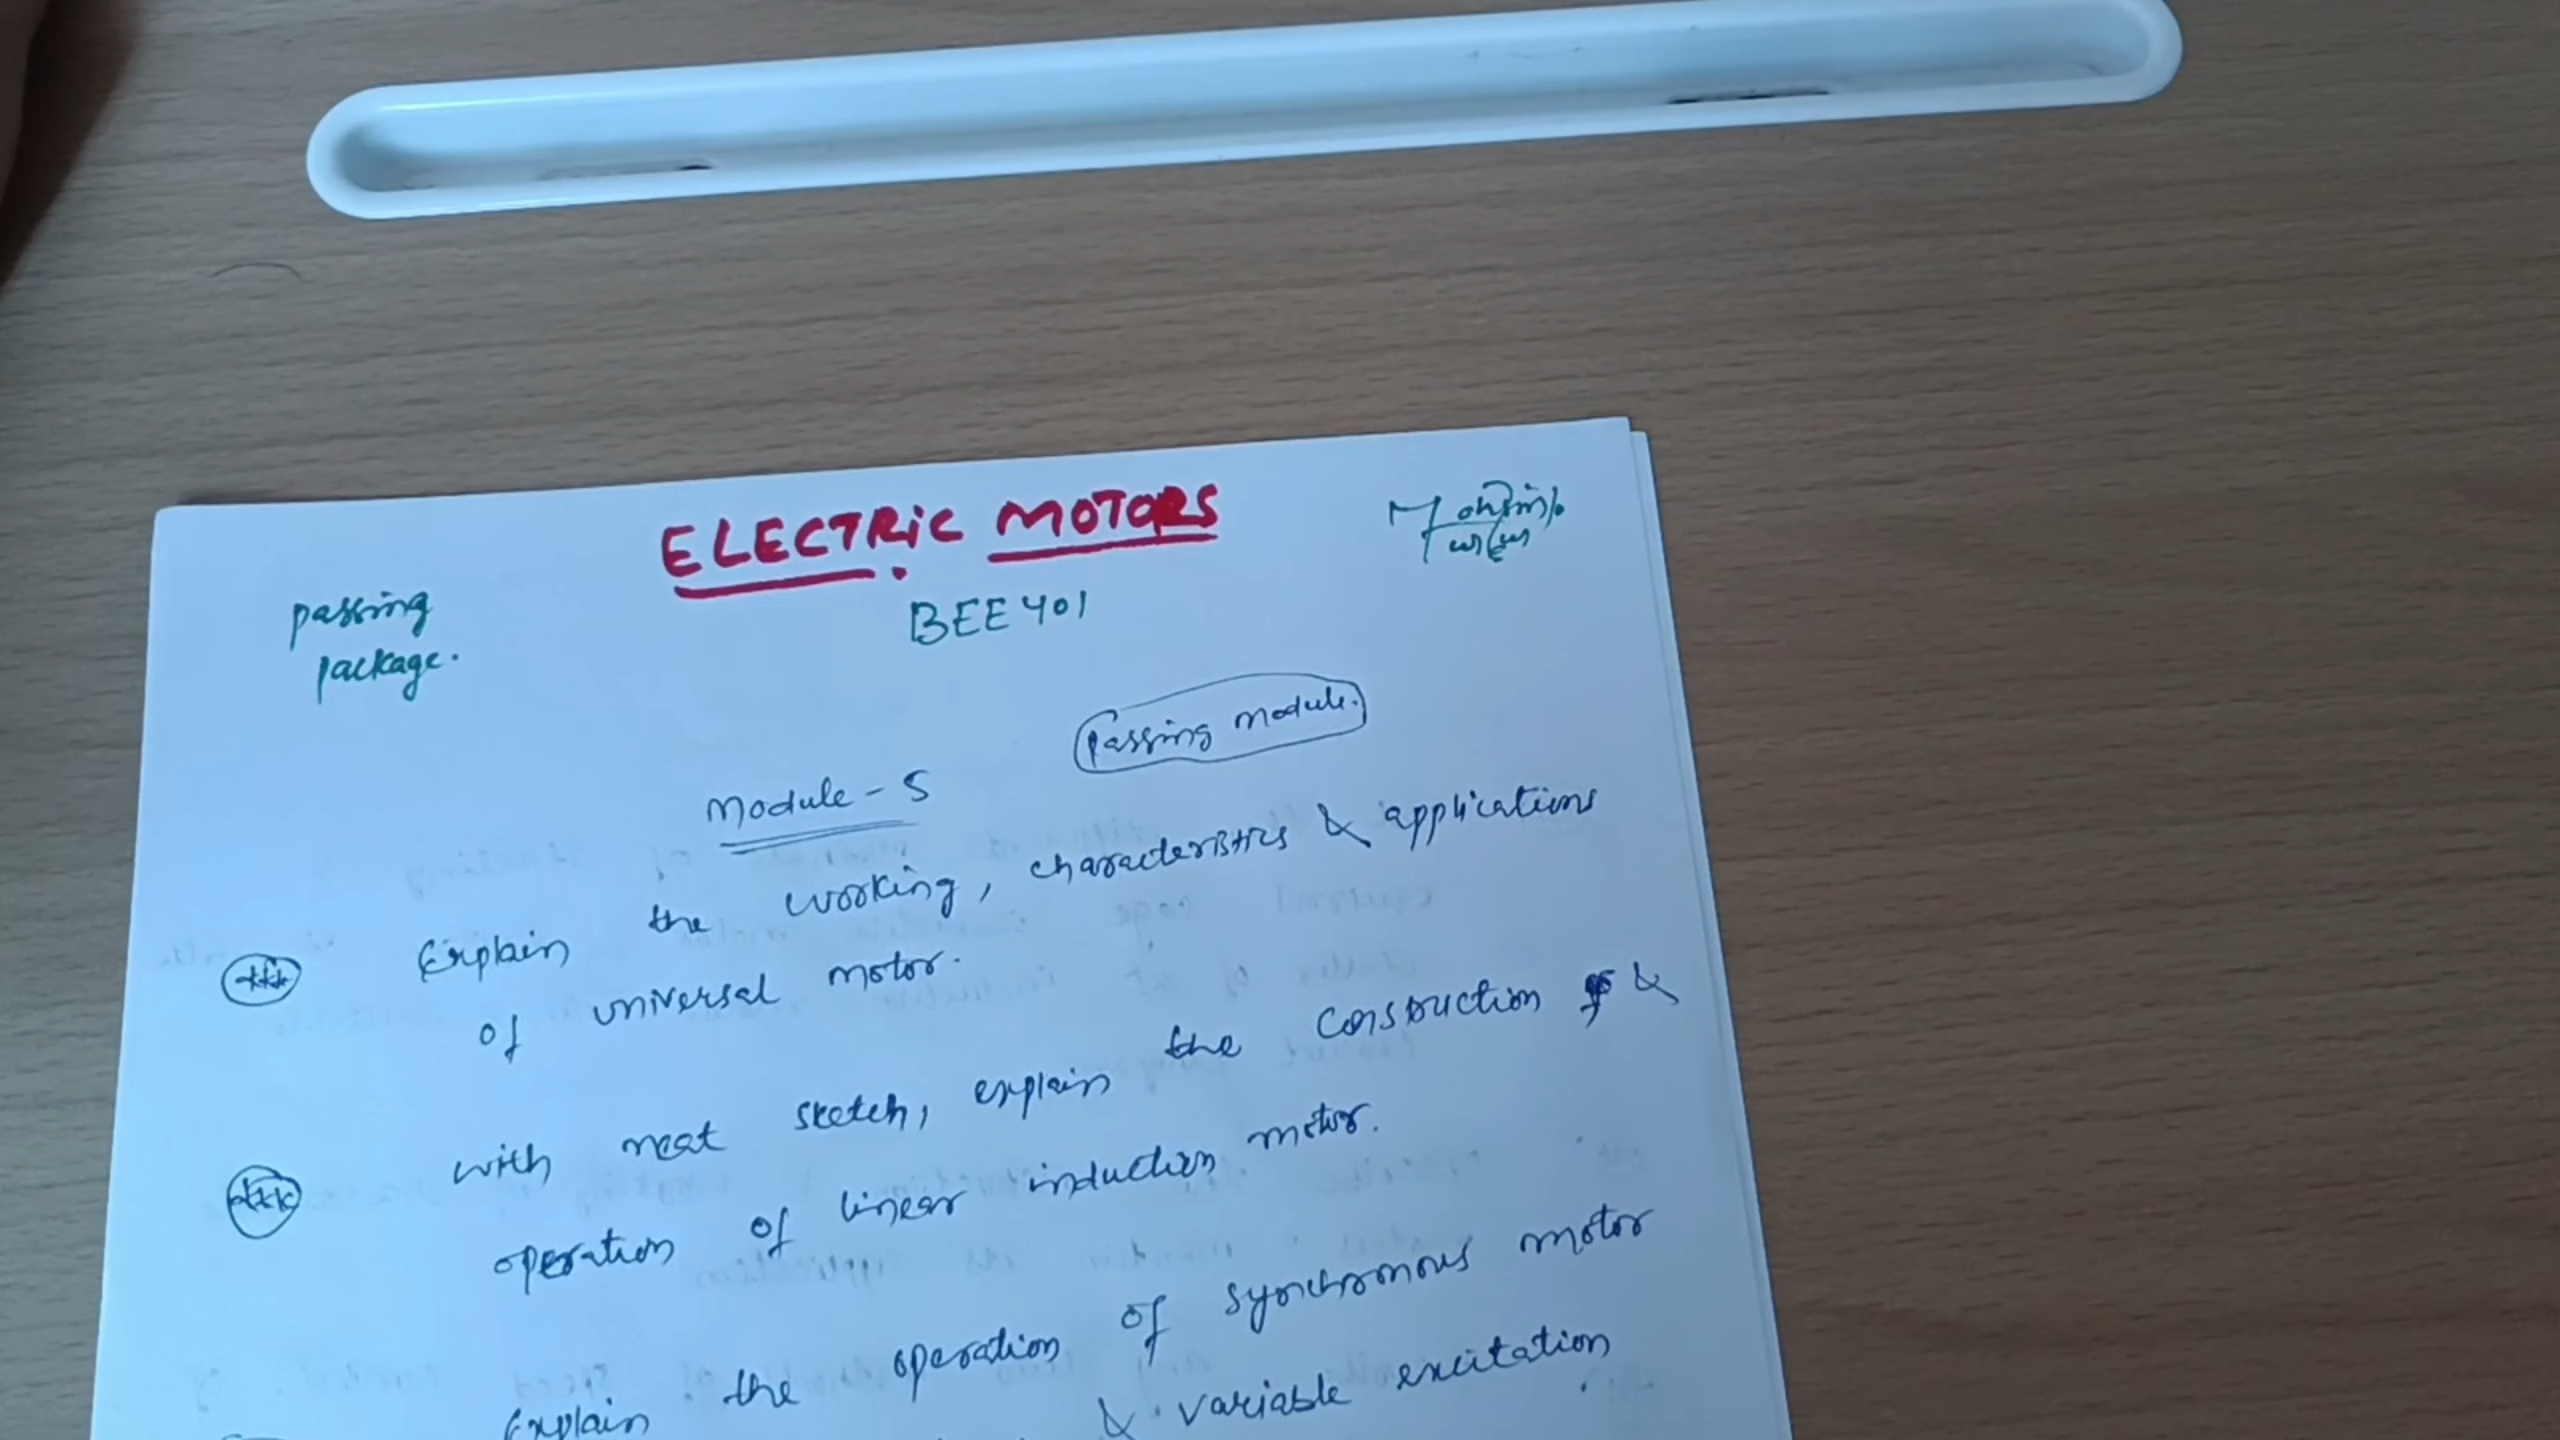 ELECTRIC MOTORS
BEE401
passing
package.
Passing module.
Module - 5
*** Explain the working, characteristics & applications
of universal motor.
*** with neat sketch, explain the construction &
operation of linear induction motor.
Explain the operation of synchronous motor
& variable excitation